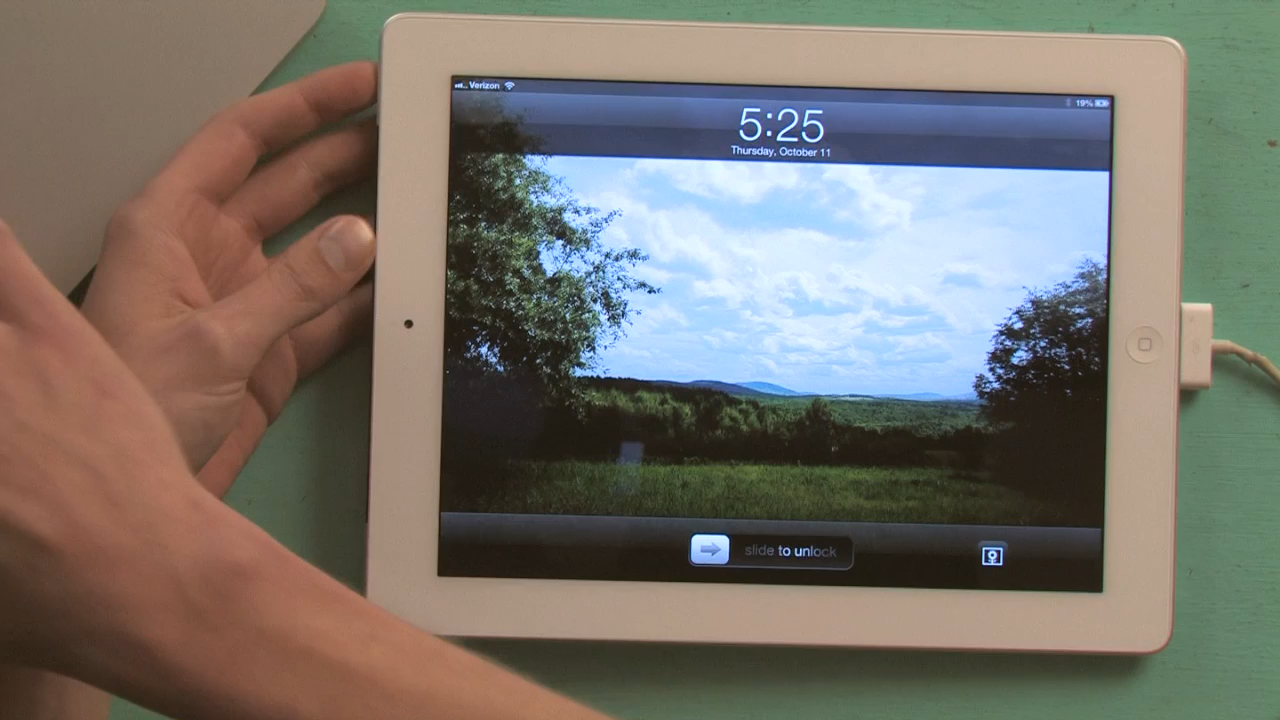 Verizon
19%
5:25
Thursday, October 11
slide to unlock